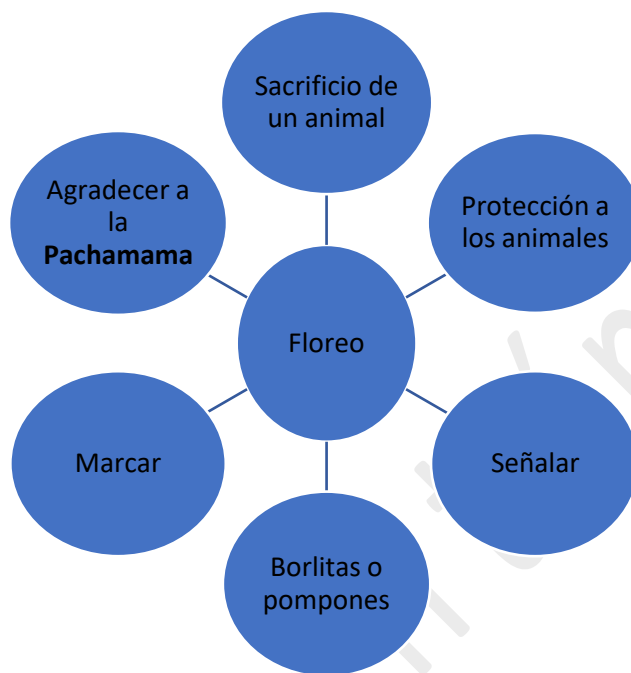 Sacrificio de
un animal
Agradecer a
la
Pachamama
Protección a
los animales
Floreo
Marcar
Señalar
Borlitas o
pompones